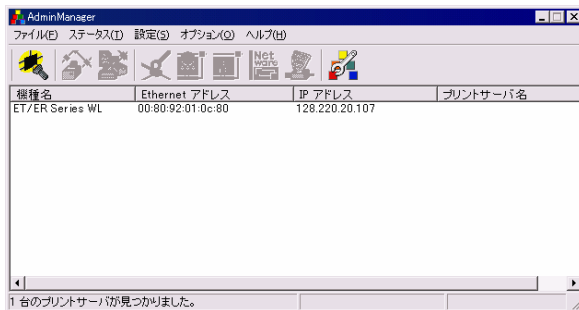 AdminManager
ファイル(F) ステータス(T) 設定(S) オプション(O) ヘルプ(H)
Net ware
機種名 Ethernet アドレス IP アドレス プリントサーバ名
ET/ER Series WL 00:80:92:01:0c:80 128.220.20.107
1 台のプリントサーバが見つかりました。